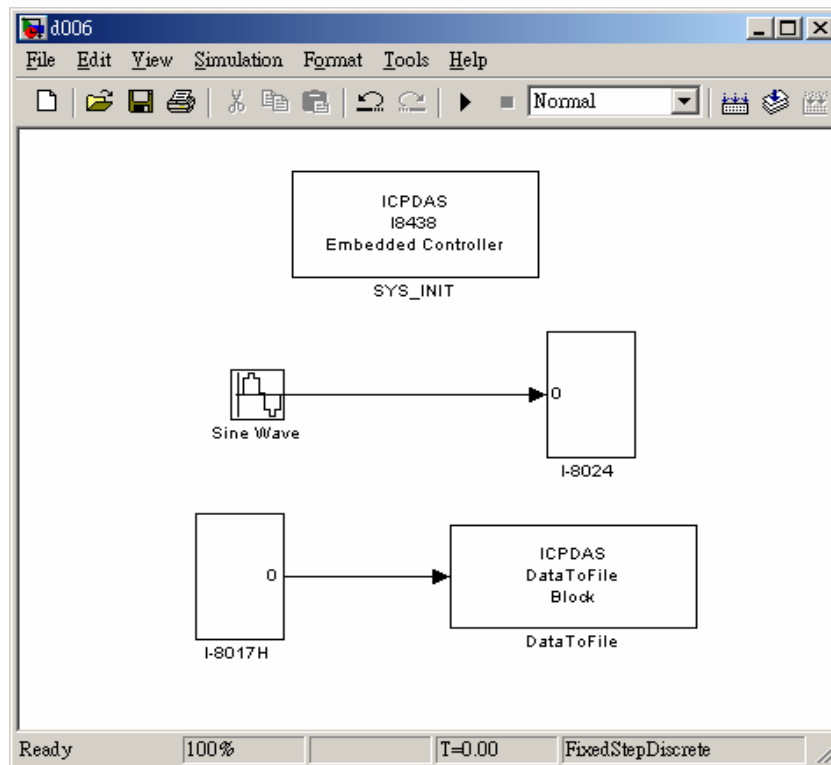 d006
File Edit View Simulation Format Tools Help
Normal
ICPDAS
I8438
Embedded Controller
SYS_INIT
0
Sine Wave
I-8024
0
ICPDAS
DataToFile
Block
I-8017H
DataToFile
Ready 100% T=0.00 FixedStepDiscrete